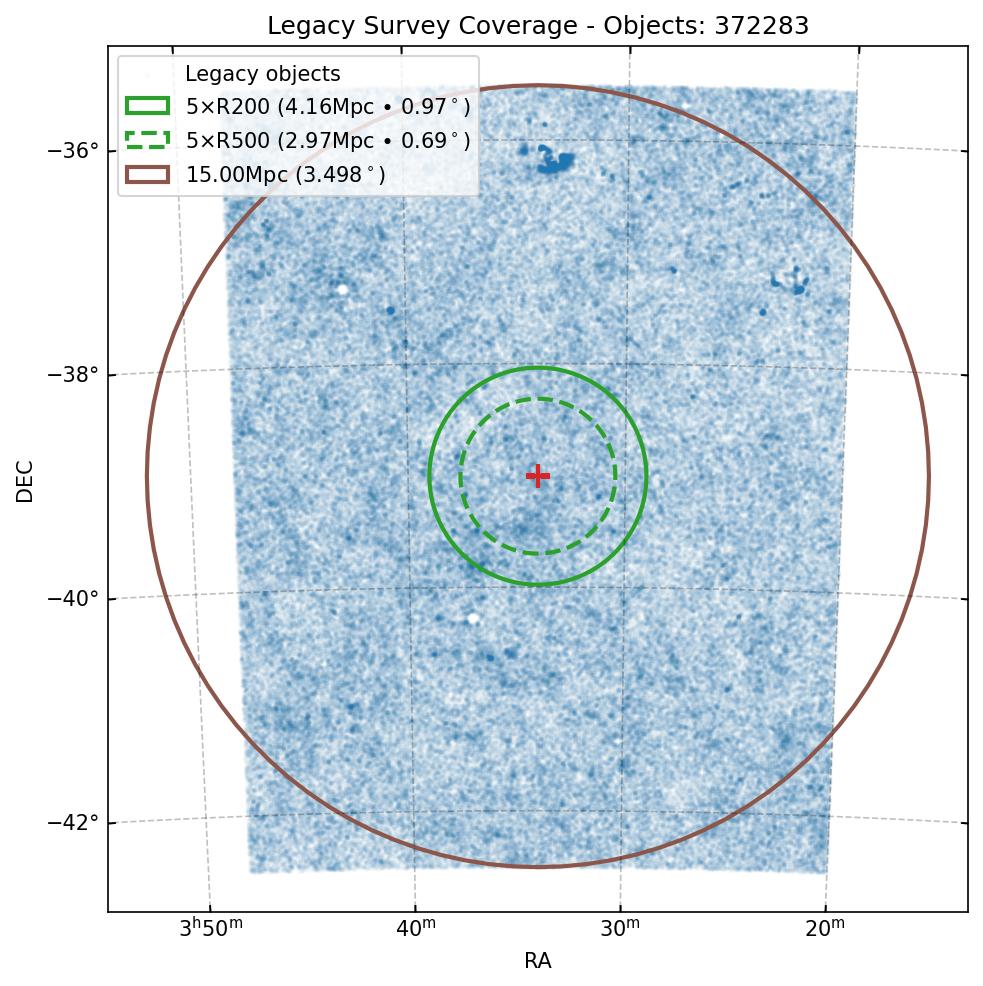 Legacy Survey Coverage - Objects: 372283
Legacy objects
5×R200 (4.16Mpc • 0.97°)
5×R500 (2.97Mpc • 0.69°)
15.00Mpc (3.498°)
−36°
−38°
−40°
−42°
DEC
3ʰ50ᵐ 40ᵐ 30ᵐ 20ᵐ
RA